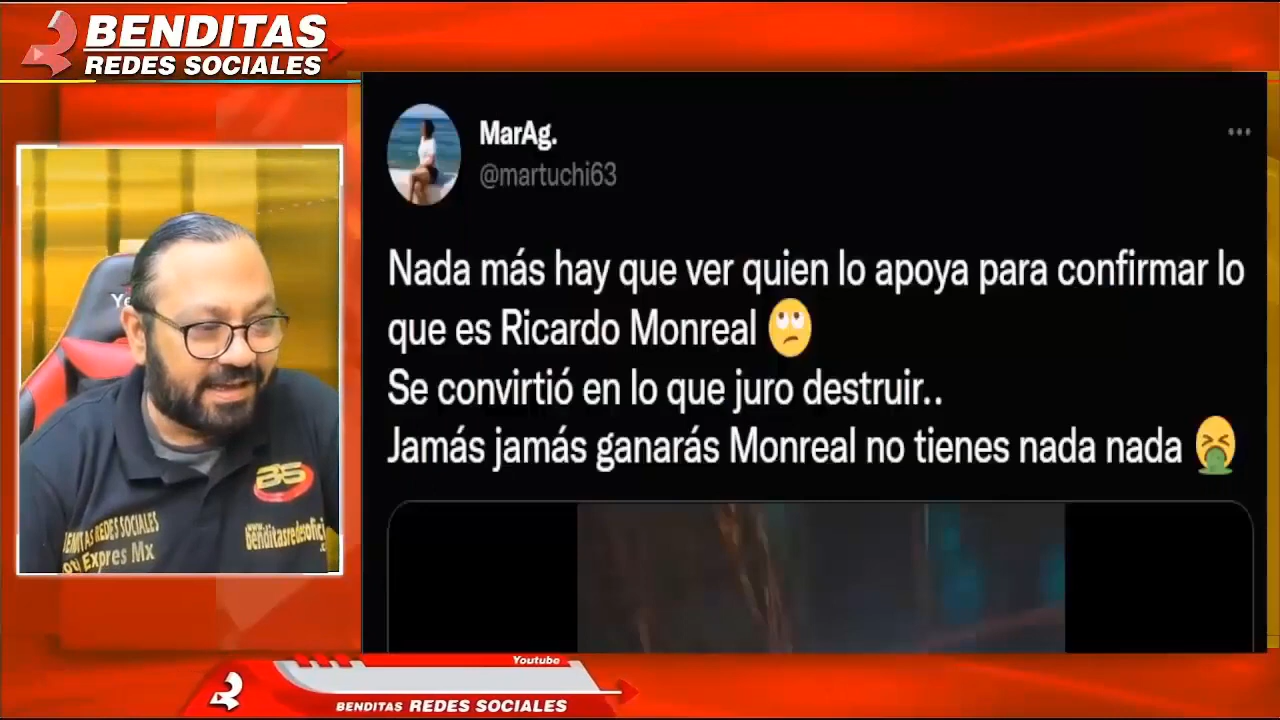 BENDITAS
REDES SOCIALES
MarAg.
@martuchi63
Nada más hay que ver quien lo apoya para confirmar lo
que es Ricardo Monreal 🙄
Se convirtió en lo que juro destruir..
Jamás jamás ganarás Monreal no tienes nada nada 🤮
BS
REDES SOCIALES
Expres Mx
Youtube
BENDITAS REDES SOCIALES